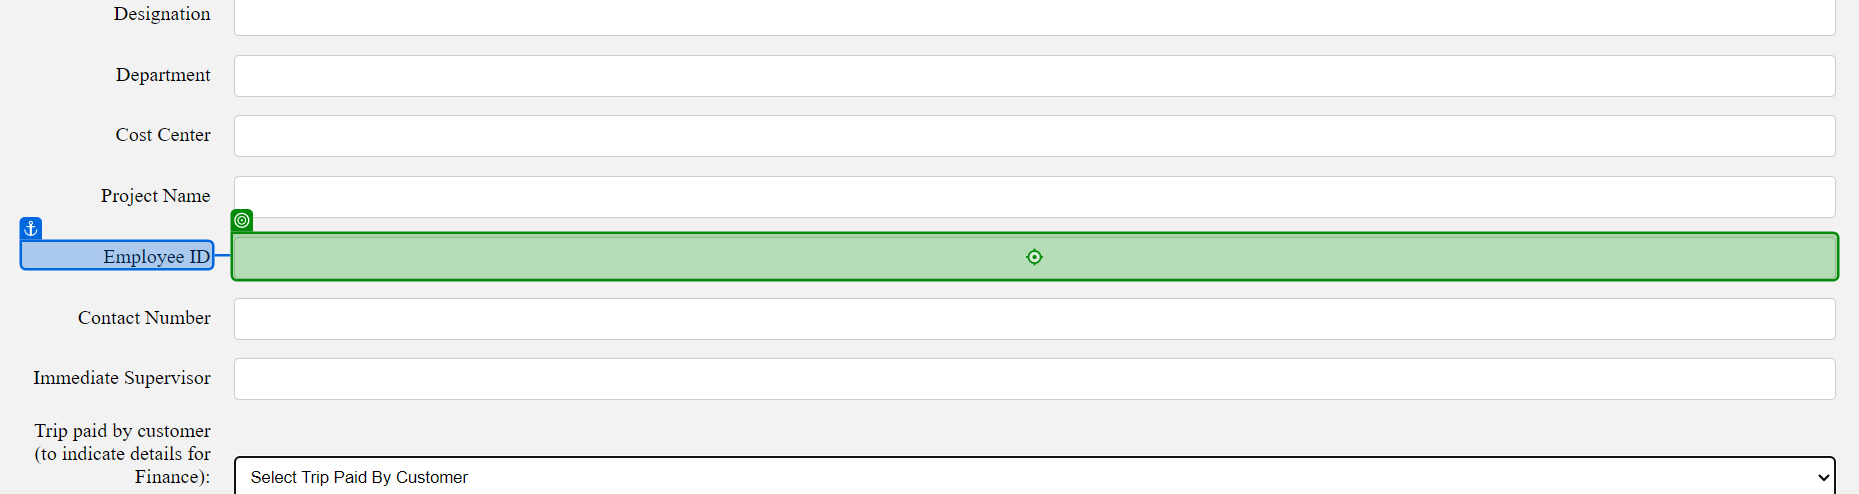 Designation
Department
Cost Center
Project Name
Employee ID
Contact Number
Immediate Supervisor
Trip paid by customer
(to indicate details for
Finance):
Select Trip Paid By Customer